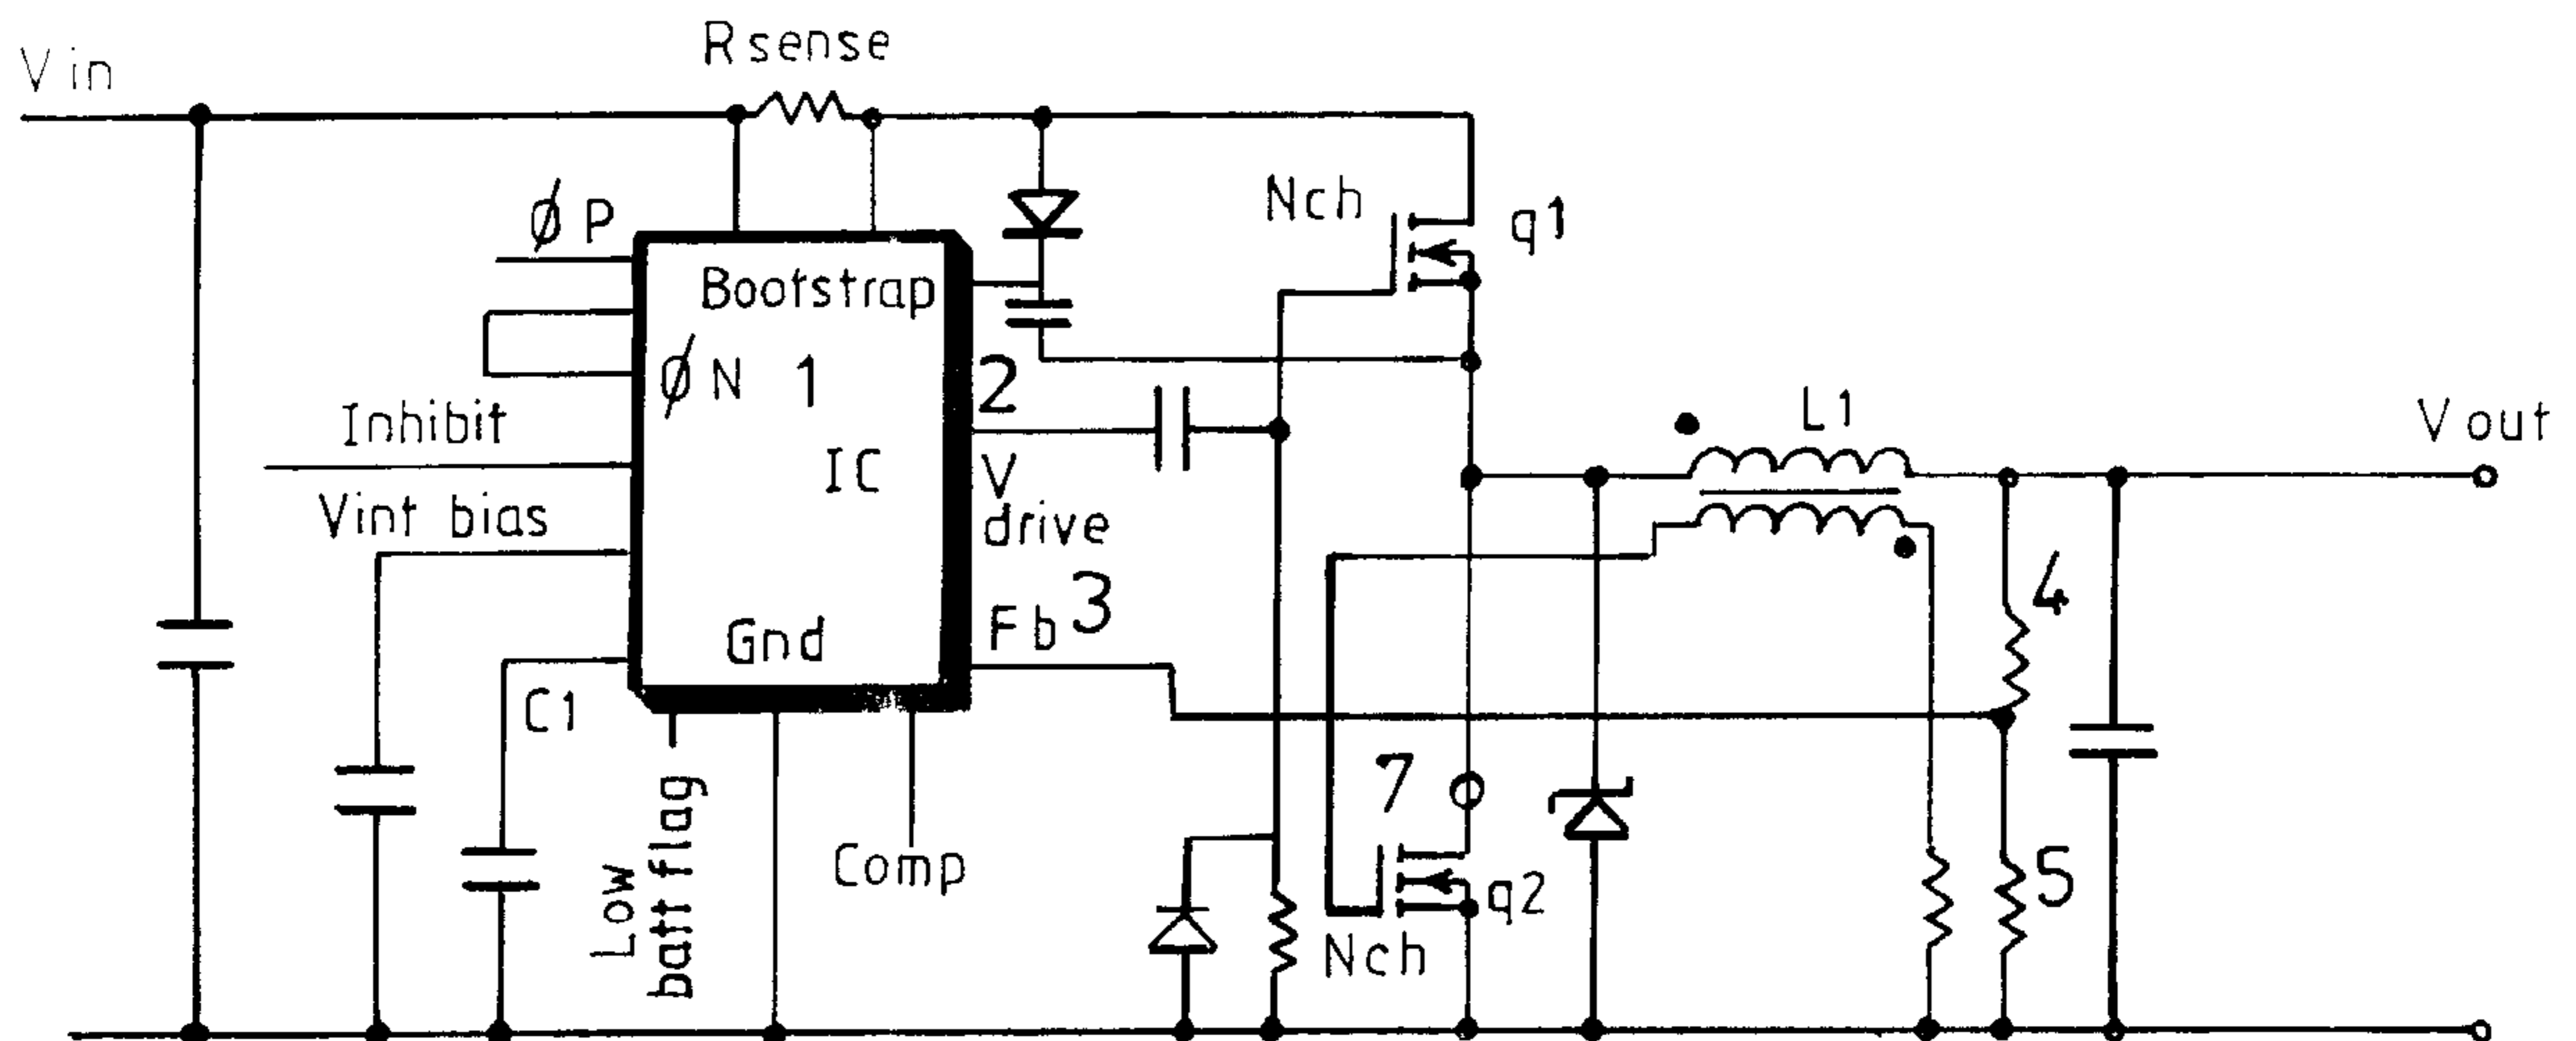 Rsense
Vin
ØP
Nch
q1
Bootstrap
ØN
1
2
Inhibit
L1
Vout
IC
V
drive
Vint bias
3
Fb
4
Gnd
C1
7
5
Low
batt flag
Comp
q2
Nch